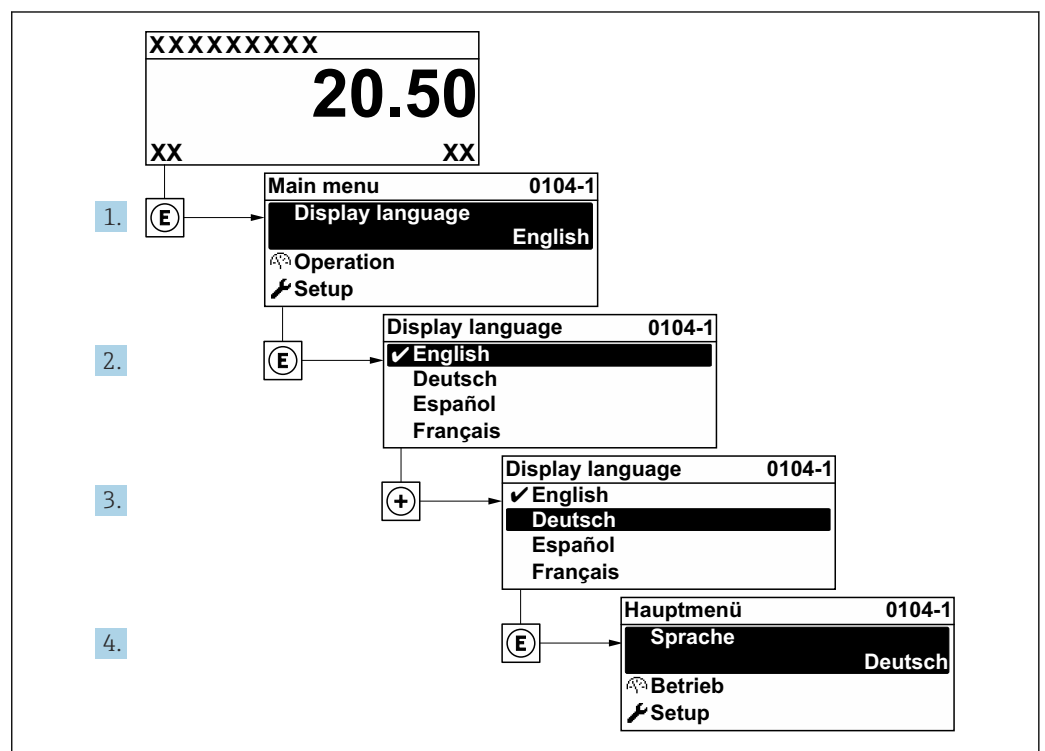 XXXXXXXXX
20.50
XX XX
1.
E
Main menu 0104-1
Display language
English
Operation
Setup
2.
E
Display language 0104-1
✔English
Deutsch
Español
Français
3.
+
Display language 0104-1
✔English
Deutsch
Español
Français
4.
E
Hauptmenü 0104-1
Sprache
Deutsch
Betrieb
Setup